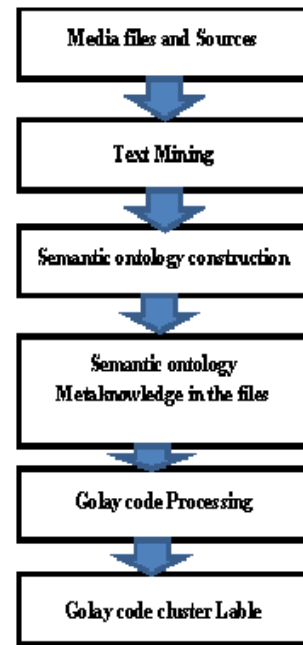 Media files and Sources
Text Mining
Semantic ontology construction
Semantic ontology
Metaknowledge in the files
Golay code Processing
Golay code cluster Lable